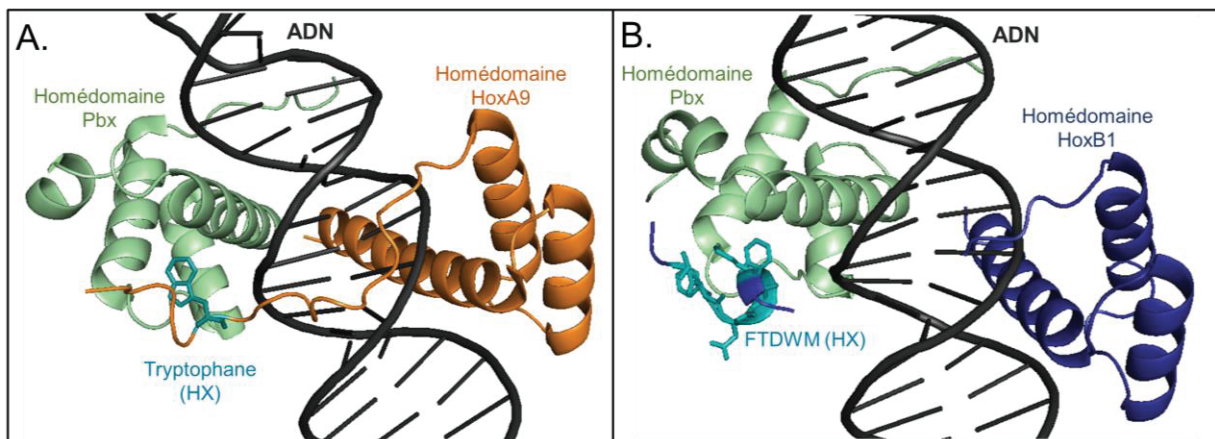 A.
ADN
Homédomaine
Pbx
Homédomaine
HoxA9
Tryptophane
(HX)
B.
ADN
Homédomaine
Pbx
Homédomaine
HoxB1
FTDWM (HX)